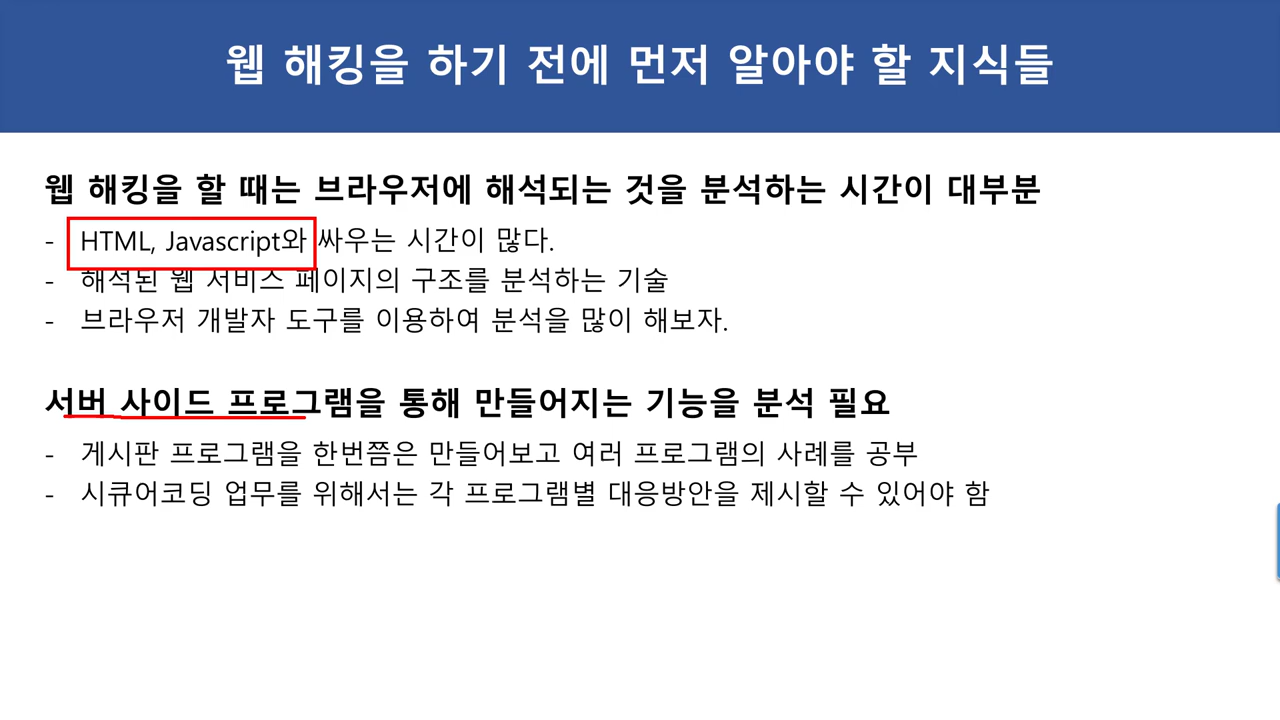 웹 해킹을 하기 전에 먼저 알아야 할 지식들
웹 해킹을 할 때는 브라우저에 해석되는 것을 분석하는 시간이 대부분
- HTML, Javascript와 싸우는 시간이 많다.
- 해석된 웹 서비스 페이지의 구조를 분석하는 기술
- 브라우저 개발자 도구를 이용하여 분석을 많이 해보자.
서버 사이드 프로그램을 통해 만들어지는 기능을 분석 필요
- 게시판 프로그램을 한번쯤은 만들어보고 여러 프로그램의 사례를 공부
- 시큐어코딩 업무를 위해서는 각 프로그램별 대응방안을 제시할 수 있어야 함